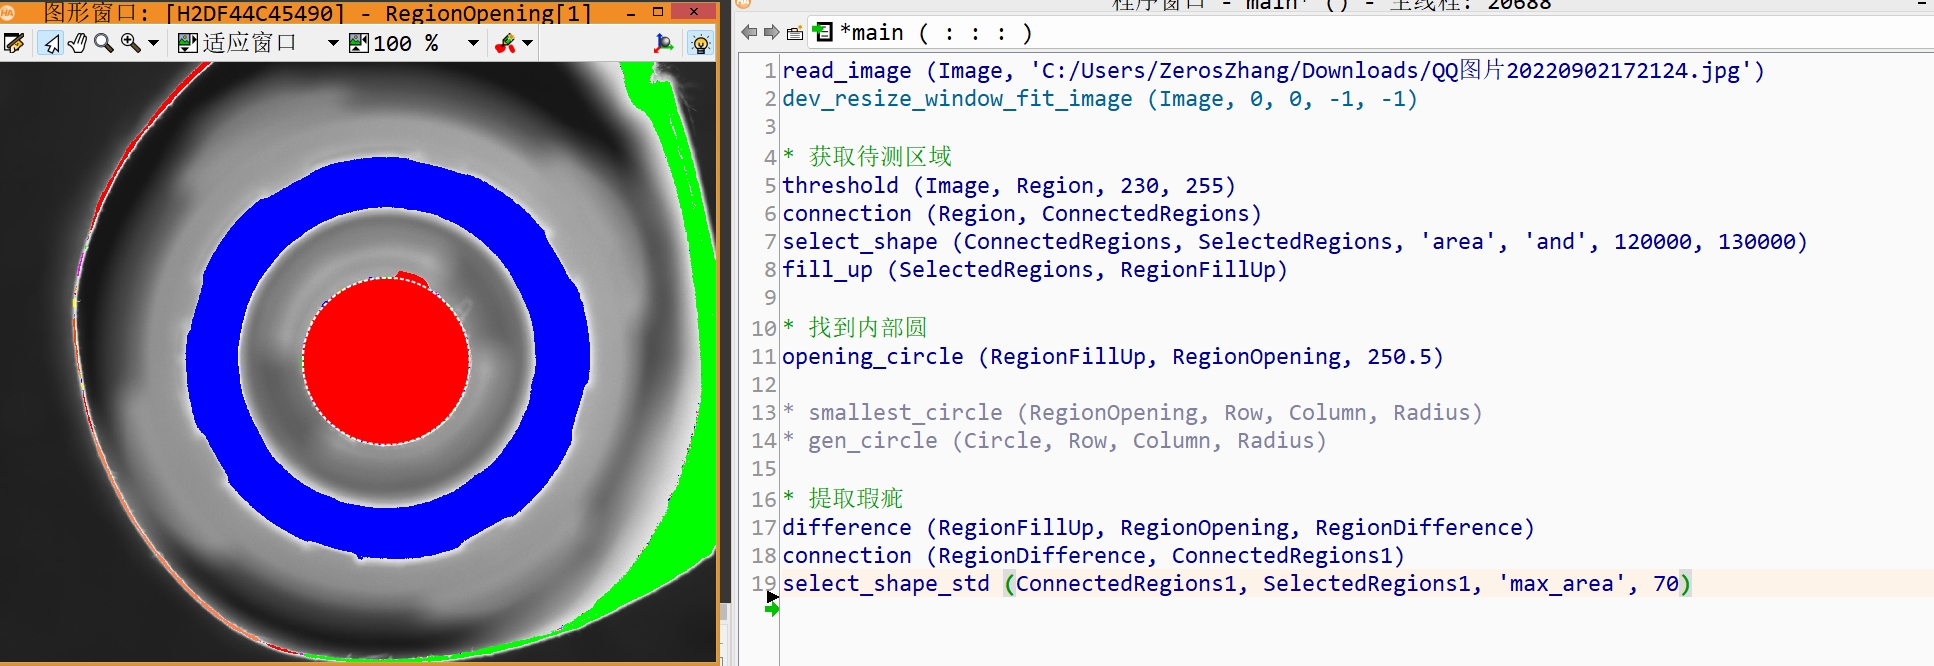 图形窗口: [H2DF44C45490] - RegionOpening[1]
适应窗口 100 %
程序窗口 - main* () - 主线程: 20688
*main ( : : : )
1 read_image (Image, 'C:/Users/ZerosZhang/Downloads/QQ图片20220902172124.jpg')
2 dev_resize_window_fit_image (Image, 0, 0, -1, -1)
3
4 * 获取待测区域
5 threshold (Image, Region, 230, 255)
6 connection (Region, ConnectedRegions)
7 select_shape (ConnectedRegions, SelectedRegions, 'area', 'and', 120000, 130000)
8 fill_up (SelectedRegions, RegionFillUp)
9
10 * 找到内部圆
11 opening_circle (RegionFillUp, RegionOpening, 250.5)
12
13 * smallest_circle (RegionOpening, Row, Column, Radius)
14 * gen_circle (Circle, Row, Column, Radius)
15
16 * 提取瑕疵
17 difference (RegionFillUp, RegionOpening, RegionDifference)
18 connection (RegionDifference, ConnectedRegions1)
19 select_shape_std (ConnectedRegions1, SelectedRegions1, 'max_area', 70)